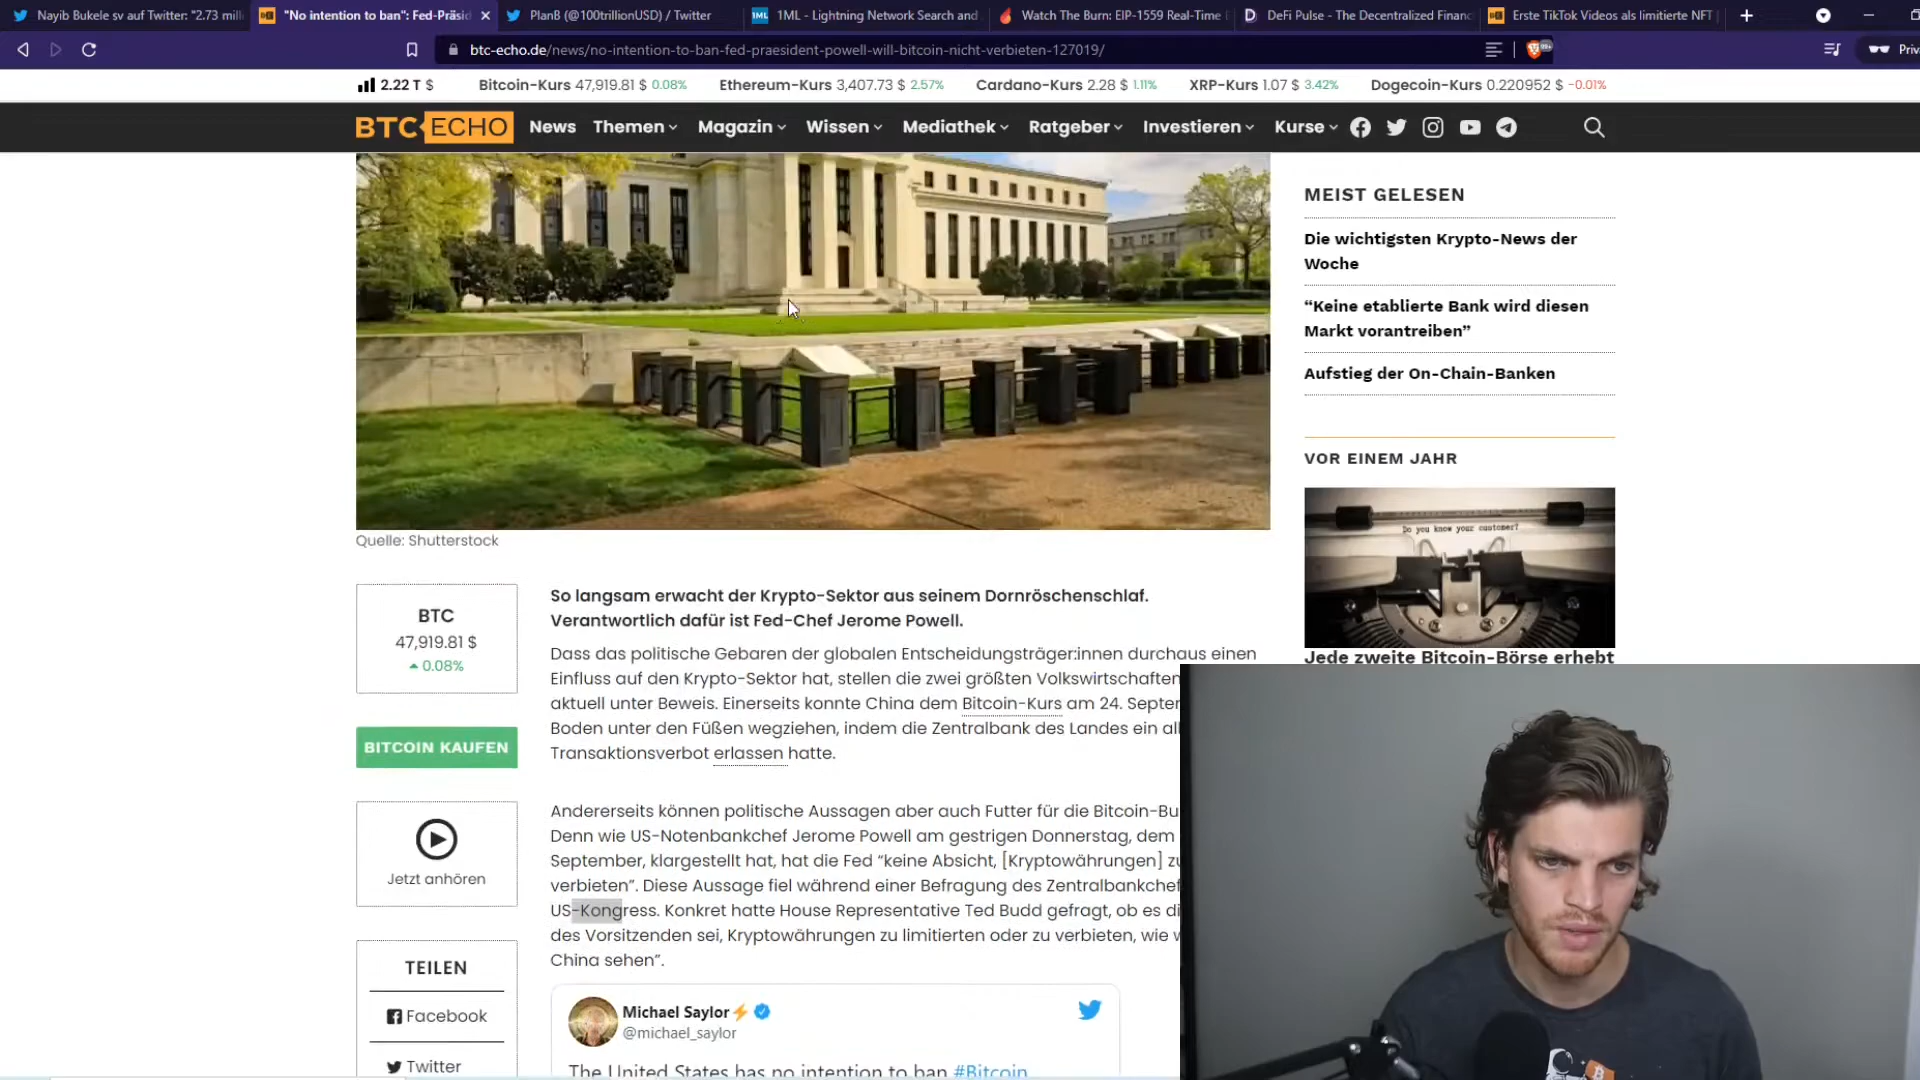 Nayib Bukele sv auf Twitter: "2.73 mill
"No intention to ban": Fed-Präsid
PlanB (@100trillionUSD) / Twitter
1ML - Lightning Network Search and
Watch The Burn: EIP-1559 Real-Time
DeFi Pulse - The Decentralized Financ
Erste TikTok Videos als limitierte NFT
btc-echo.de/news/no-intention-to-ban-fed-praesident-powell-will-bitcoin-nicht-verbieten-127019/
Priv
2.22 T $ Bitcoin-Kurs 47,919.81 $ 0.08% Ethereum-Kurs 3,407.73 $ 2.57% Cardano-Kurs 2.28 $ 1.11% XRP-Kurs 1.07 $ 3.42% Dogecoin-Kurs 0.220952 $ -0.01%
BTC ECHO News Themen Magazin Wissen Mediathek Ratgeber Investieren Kurse
Quelle: Shutterstock
BTC
47,919.81 $
0.08%
BITCOIN KAUFEN
Jetzt anhören
TEILEN
Facebook
Twitter
So langsam erwacht der Krypto-Sektor aus seinem Dornröschenschlaf.
Verantwortlich dafür ist Fed-Chef Jerome Powell.
Dass das politische Gebaren der globalen Entscheidungsträger:innen durchaus einen
Einfluss auf den Krypto-Sektor hat, stellen die zwei größten Volkswirtschaften
aktuell unter Beweis. Einerseits konnte China dem Bitcoin-Kurs am 24. Septem
Boden unter den Füßen wegziehen, indem die Zentralbank des Landes ein all
Transaktionsverbot erlassen hatte.
Andererseits können politische Aussagen aber auch Futter für die Bitcoin-Bu
Denn wie US-Notenbankchef Jerome Powell am gestrigen Donnerstag, dem
September, klargestellt hat, hat die Fed “keine Absicht, [Kryptowährungen] zu
verbieten”. Diese Aussage fiel während einer Befragung des Zentralbankchef
US-Kongress. Konkret hatte House Representative Ted Budd gefragt, ob es di
des Vorsitzenden sei, Kryptowährungen zu limitierten oder zu verbieten, wie w
China sehen”.
Michael Saylor⚡
@michael_saylor
The United States has no intention to ban #Bitcoin
MEIST GELESEN
Die wichtigsten Krypto-News der
Woche
“Keine etablierte Bank wird diesen
Markt vorantreiben”
Aufstieg der On-Chain-Banken
VOR EINEM JAHR
Do you know your customer?
Jede zweite Bitcoin-Börse erhebt